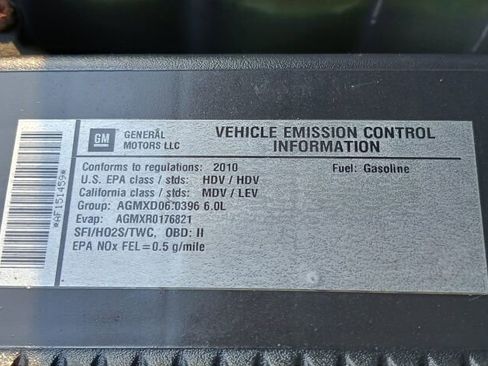 GM
GENERAL
MOTORS LLC
VEHICLE EMISSION CONTROL
INFORMATION
Conforms to regulations: 2010
Fuel: Gasoline
U.S. EPA class / stds: HDV / HDV
California class / stds: MDV / LEV
Group: AGMXD06.0396 6.0L
Evap: AGMXR0176821
SFI/HO2S/TWC, OBD: II
EPA NOx FEL=0.5 g/mile
*AF151459*